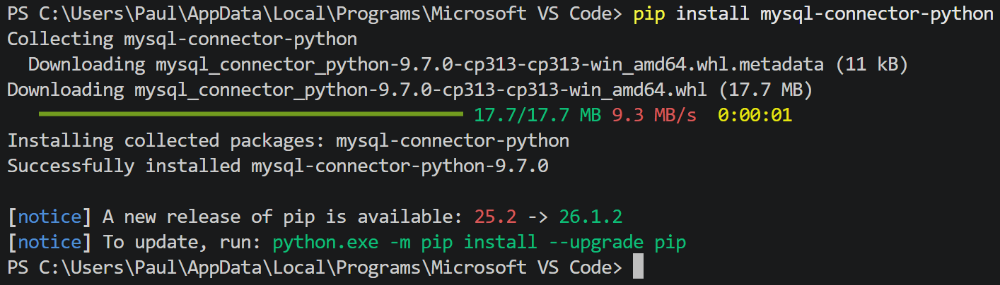 PS C:\Users\Paul\AppData\Local\Programs\Microsoft VS Code> pip install mysql-connector-python
Collecting mysql-connector-python
  Downloading mysql_connector_python-9.7.0-cp313-cp313-win_amd64.whl.metadata (11 kB)
Downloading mysql_connector_python-9.7.0-cp313-cp313-win_amd64.whl (17.7 MB)
17.7/17.7 MB 9.3 MB/s 0:00:01
Installing collected packages: mysql-connector-python
Successfully installed mysql-connector-python-9.7.0
[notice] A new release of pip is available: 25.2 -> 26.1.2
[notice] To update, run: python.exe -m pip install --upgrade pip
PS C:\Users\Paul\AppData\Local\Programs\Microsoft VS Code>